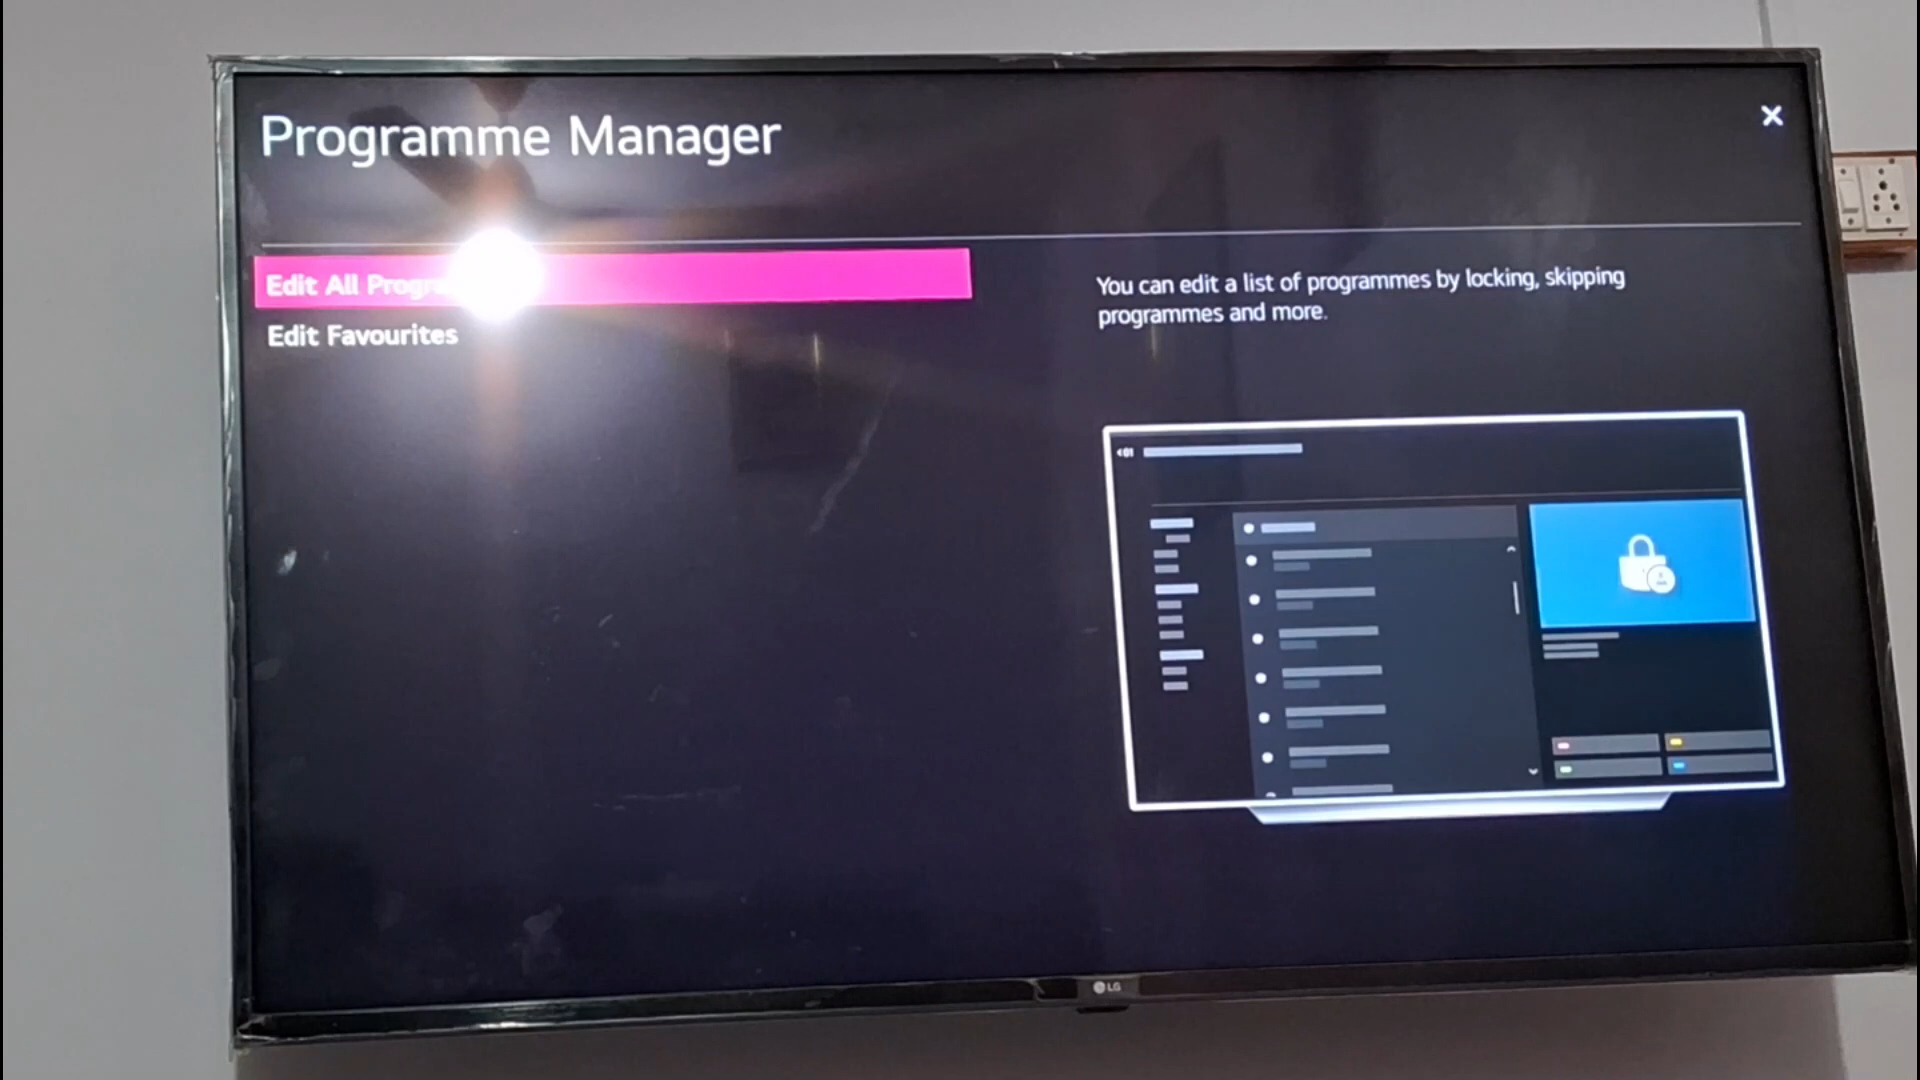 Programme Manager
Edit All
Edit Favourites
You can edit a list of programmes by locking, skipping
programmes and more.
LG